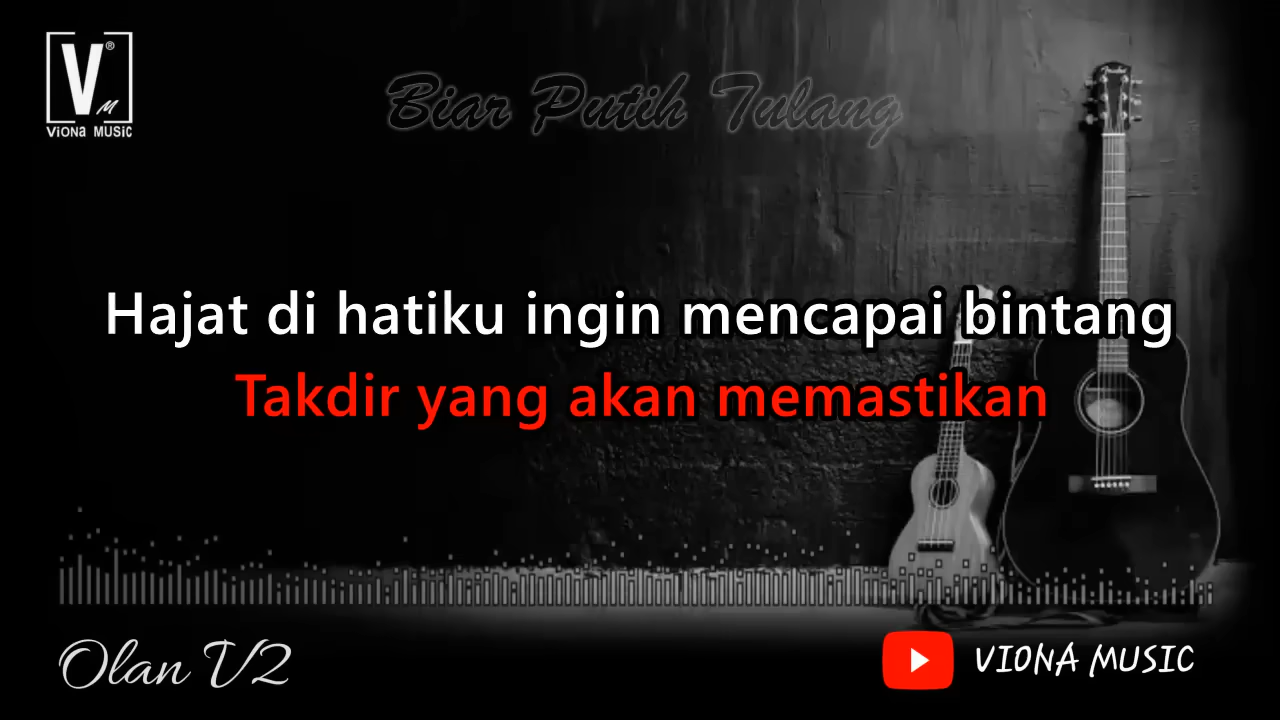 V®
M
ViONa MUSiC
Biar Putih Tulang
Hajat di hatiku ingin mencapai bintang
Takdir yang akan memastikan
Olan V2
VIONA MUSIC